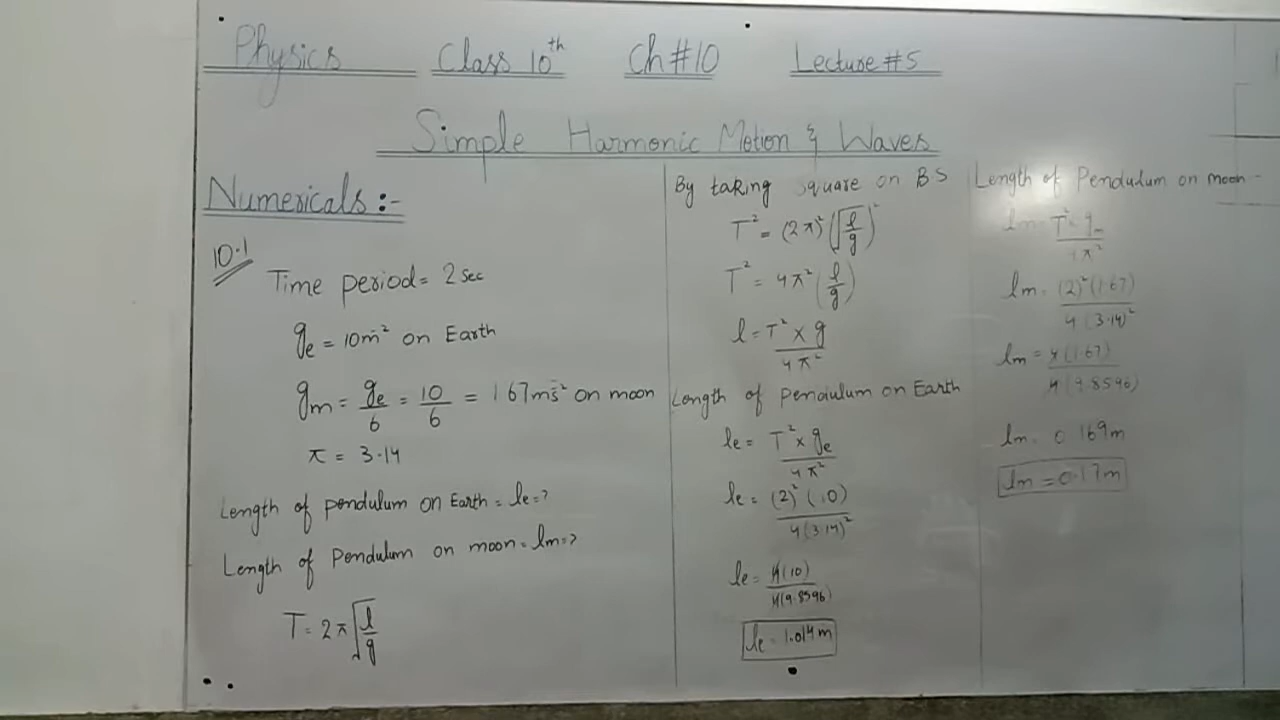 Physics Class 10th Ch#10 Lecture #5
Simple Harmonic Motion & Waves
Numericals :-
10.1
Time period = 2 sec
ge = 10ms⁻² on Earth
gm = ge/6 = 10/6 = 1.67ms⁻² on moon
π = 3.14
Length of pendulum on Earth = le = ?
Length of Pendulum on moon = lm = ?
T = 2π√(l/g)
By taking square on BS
T² = (2π)² (√(l/g))²
T² = 4π² (l/g)
l = T² × g / 4π²
Length of Pendulum on Earth
le = T² × ge / 4π²
le = (2)² (10) / 4(3.14)²
le = 4(10) / 4(9.8596)
le = 1.014m
Length of Pendulum on moon -
lm = T² × gm / 4π²
lm = (2)² (1.67) / 4(3.14)²
lm = 4(1.67) / 4(9.8596)
lm = 0.169m
lm = 0.17m